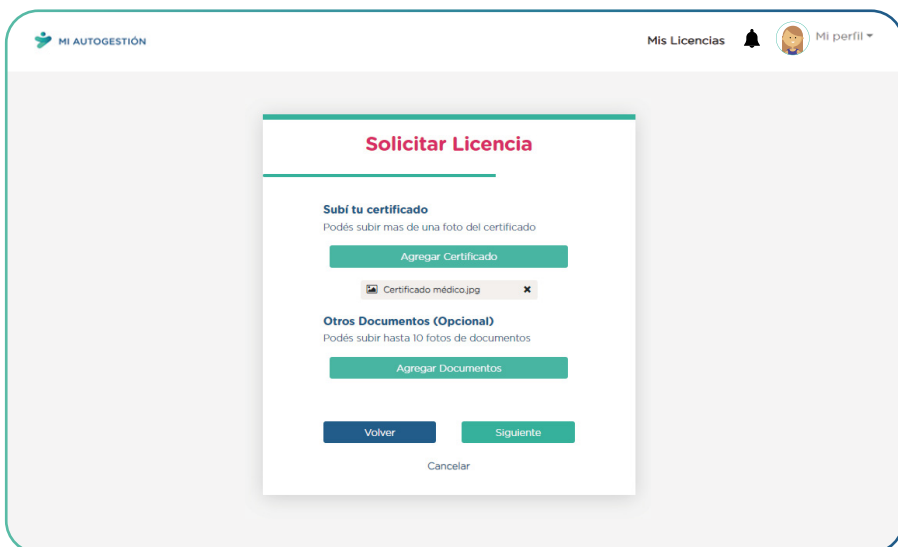 MI AUTOGESTIÓN
Mis Licencias
Mi perfil
Solicitar Licencia
Subí tu certificado
Podés subir mas de una foto del certificado
Agregar Certificado
Certificado médico.jpg
Otros Documentos (Opcional)
Podés subir hasta 10 fotos de documentos
Agregar Documentos
Volver
Siguiente
Cancelar